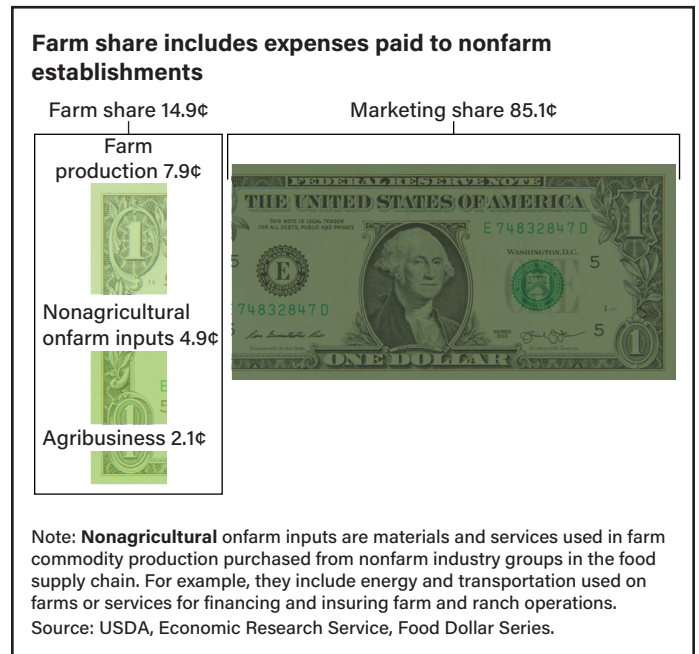 Farm share includes expenses paid to nonfarm
establishments
Farm share 14.9¢
Marketing share 85.1¢
Farm
production 7.9¢
Nonagricultural
onfarm inputs 4.9¢
Agribusiness 2.1¢
FEDERAL RESERVE NOTE
THE UNITED STATES OF AMERICA
THIS NOTE IS LEGAL TENDER
FOR ALL DEBTS, PUBLIC AND PRIVATE
E 74832847 D
WASHINGTON, D.C.
5
5
E
74832847 D
5
5
ONE DOLLAR
1
1
Note: Nonagricultural onfarm inputs are materials and services used in farm
commodity production purchased from nonfarm industry groups in the food
supply chain. For example, they include energy and transportation used on
farms or services for financing and insuring farm and ranch operations.
Source: USDA, Economic Research Service, Food Dollar Series.